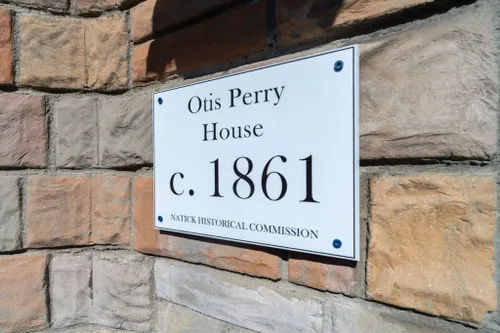 Otis Perry
House
c. 1861
NATICK HISTORICAL COMMISSION